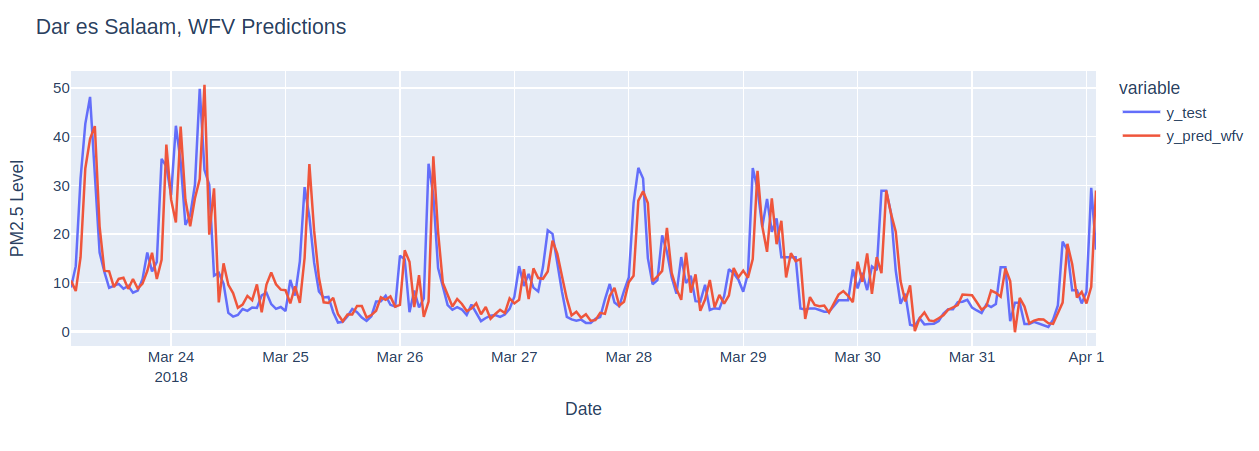 Dar es Salaam, WFV Predictions
variable
y_test
y_pred_wfv
PM2.5 Level
50
40
30
20
10
0
Mar 24
2018
Mar 25
Mar 26
Mar 27
Mar 28
Mar 29
Mar 30
Mar 31
Apr 1
Date